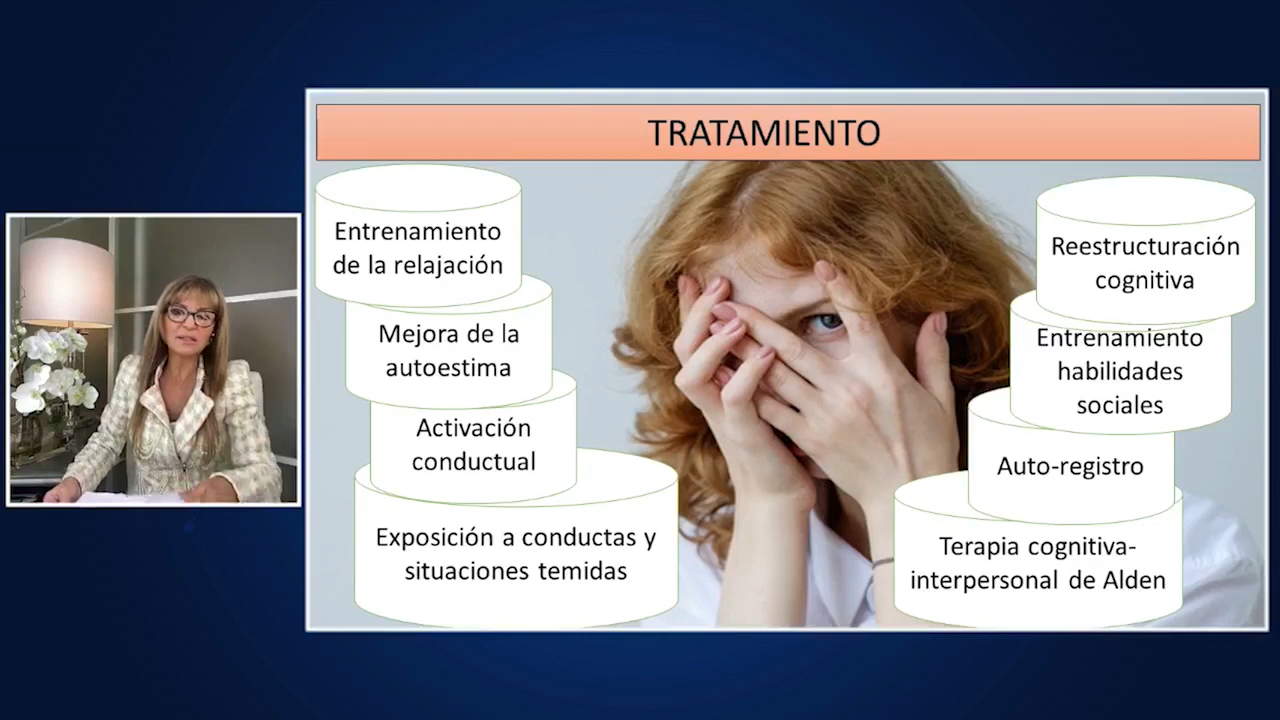 TRATAMIENTO
Entrenamiento
de la relajación
Mejora de la
autoestima
Activación
conductual
Exposición a conductas y
situaciones temidas
Reestructuración
cognitiva
Entrenamiento
habilidades
sociales
Auto-registro
Terapia cognitiva-
interpersonal de Alden